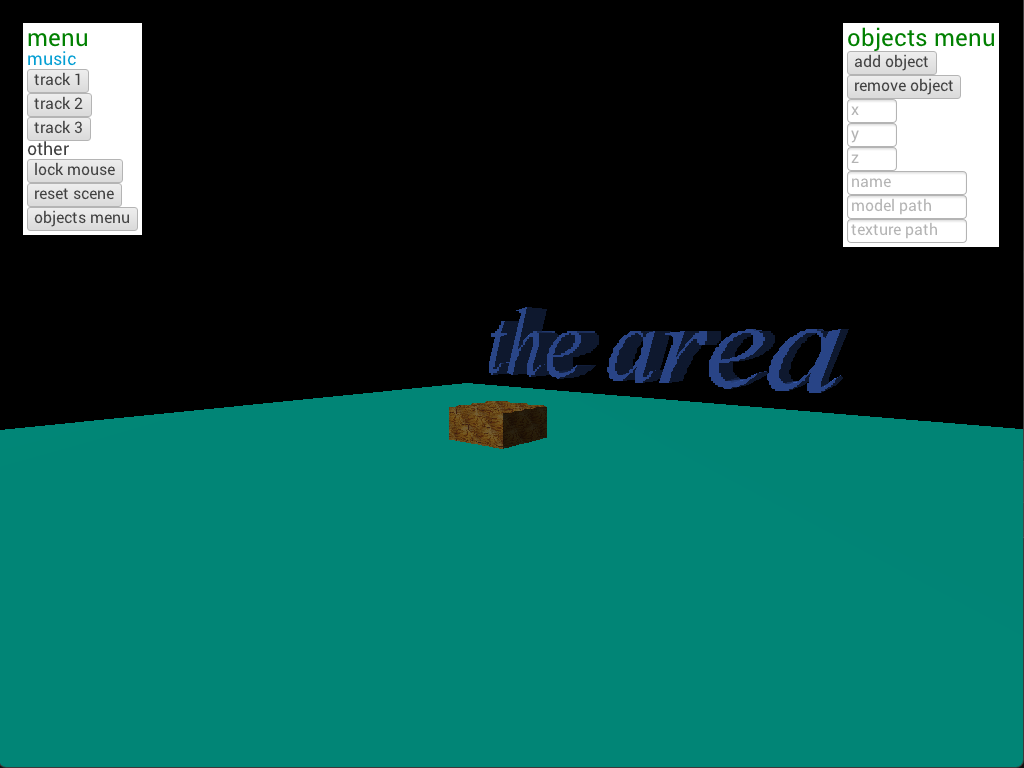 menu
music
track 1
track 2
track 3
other
lock mouse
reset scene
objects menu
objects menu
add object
remove object
x
y
z
name
model path
texture path
the area